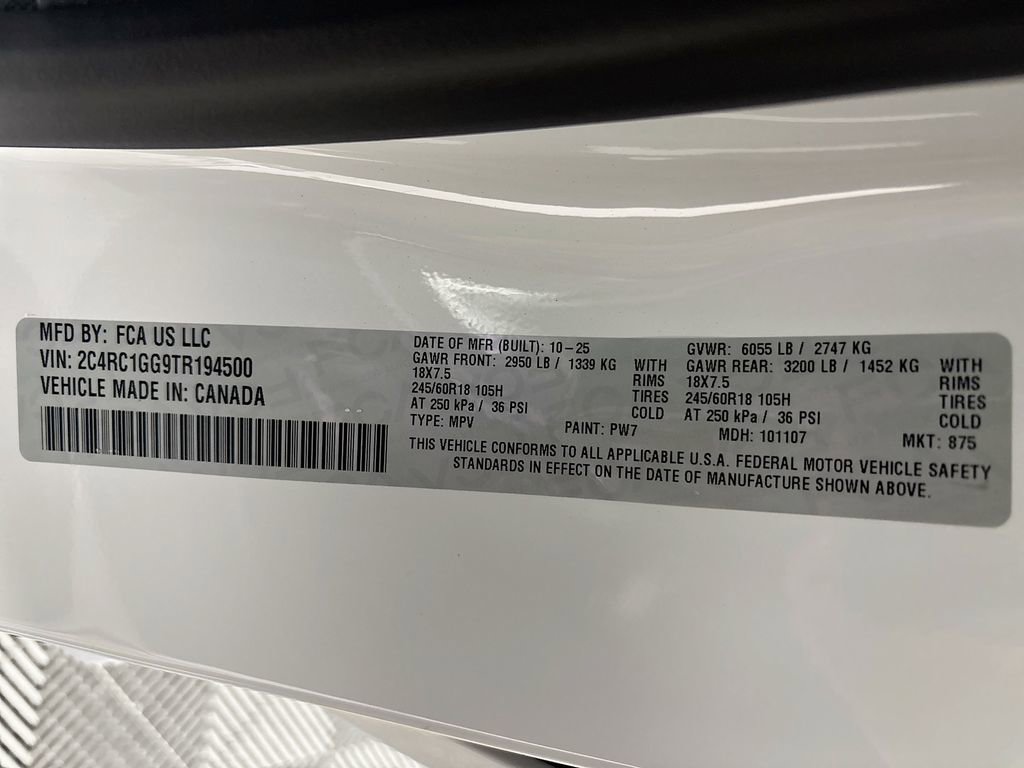 MFD BY: FCA US LLC
VIN: 2C4RC1GG9TR194500
VEHICLE MADE IN: CANADA
DATE OF MFR (BUILT): 10-25
GAWR FRONT: 2950 LB / 1339 KG WITH
18X7.5 RIMS
245/60R18 105H TIRES
AT 250 kPa / 36 PSI COLD
GVWR: 6055 LB / 2747 KG
GAWR REAR: 3200 LB / 1452 KG WITH
18X7.5 RIMS
245/60R18 105H TIRES
AT 250 kPa / 36 PSI COLD
TYPE: MPV PAINT: PW7 MDH: 101107 MKT: 875
THIS VEHICLE CONFORMS TO ALL APPLICABLE U.S.A. FEDERAL MOTOR VEHICLE SAFETY
STANDARDS IN EFFECT ON THE DATE OF MANUFACTURE SHOWN ABOVE.